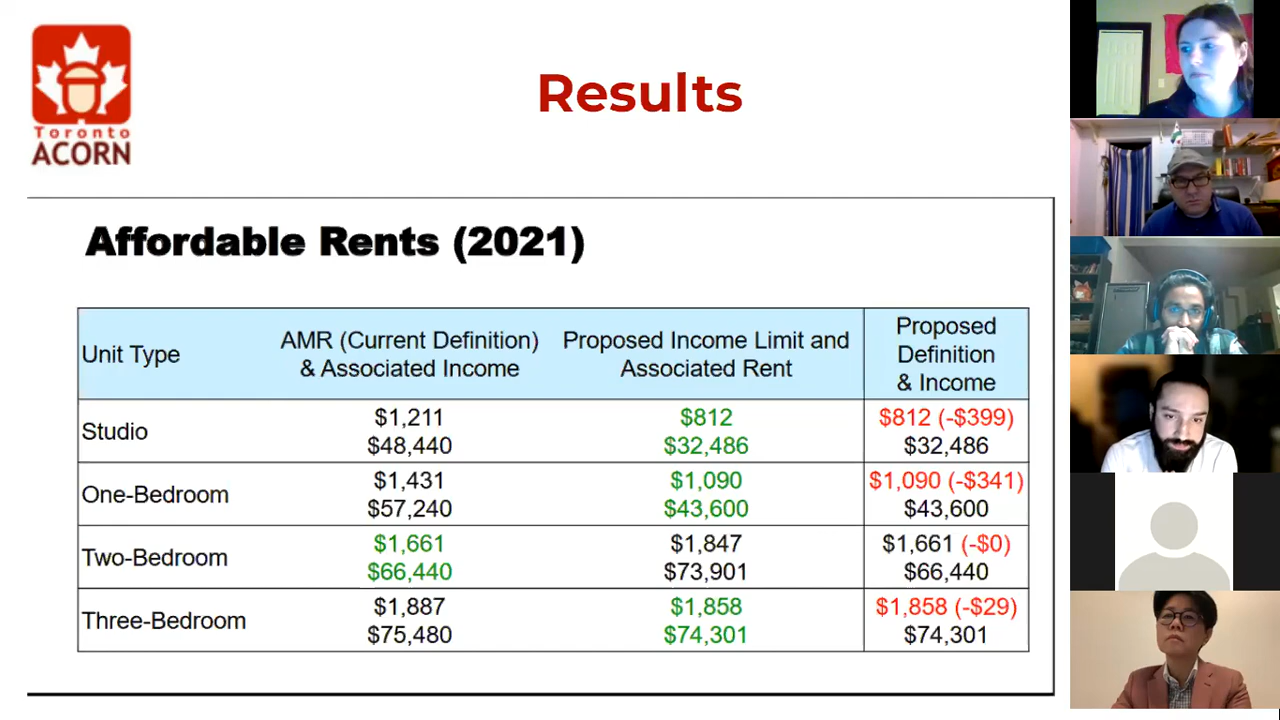 Toronto
ACORN
Results
Affordable Rents (2021)
Unit Type
AMR (Current Definition)
& Associated Income
Proposed Income Limit and
Associated Rent
Proposed
Definition
& Income
Studio
$1,211
$48,440
$812
$32,486
$812 (-$399)
$32,486
One-Bedroom
$1,431
$57,240
$1,090
$43,600
$1,090 (-$341)
$43,600
Two-Bedroom
$1,661
$66,440
$1,847
$73,901
$1,661 (-$0)
$66,440
Three-Bedroom
$1,887
$75,480
$1,858
$74,301
$1,858 (-$29)
$74,301